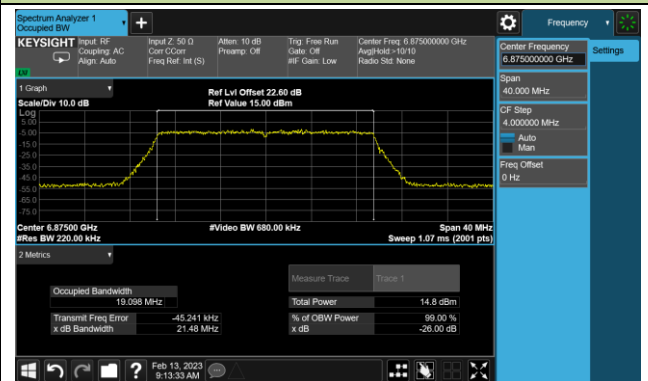 Spectrum Analyzer 1
Occupied BW
Frequency
KEYSIGHT
Input: RF
Coupling: AC
Align: Auto
Input Z: 50 Ω
Corr CCorr
Freq Ref: Int (S)
Atten: 10 dB
Preamp: Off
Trig: Free Run
Gate: Off
#IF Gain: Low
Center Freq: 6.875000000 GHz
Avg|Hold:>10/10
Radio Std: None
Center Frequency
6.875000000 GHz
Settings
Span
40.000 MHz
CF Step
4.000000 MHz
Auto
Man
Freq Offset
0 Hz
1 Graph
Scale/Div 10.0 dB
Ref Lvl Offset 22.60 dB
Ref Value 15.00 dBm
Log
5.00
-5.00
-15.0
-25.0
-35.0
-45.0
-55.0
-65.0
-75.0
Center 6.87500 GHz
#Res BW 220.00 kHz
#Video BW 680.00 kHz
Span 40 MHz
Sweep 1.07 ms (2001 pts)
2 Metrics
Measure Trace Trace 1
Occupied Bandwidth
19.098 MHz
Total Power 14.8 dBm
Transmit Freq Error -45.241 kHz
% of OBW Power 99.00 %
x dB Bandwidth 21.48 MHz
x dB -26.00 dB
Feb 13, 2023
9:13:33 AM